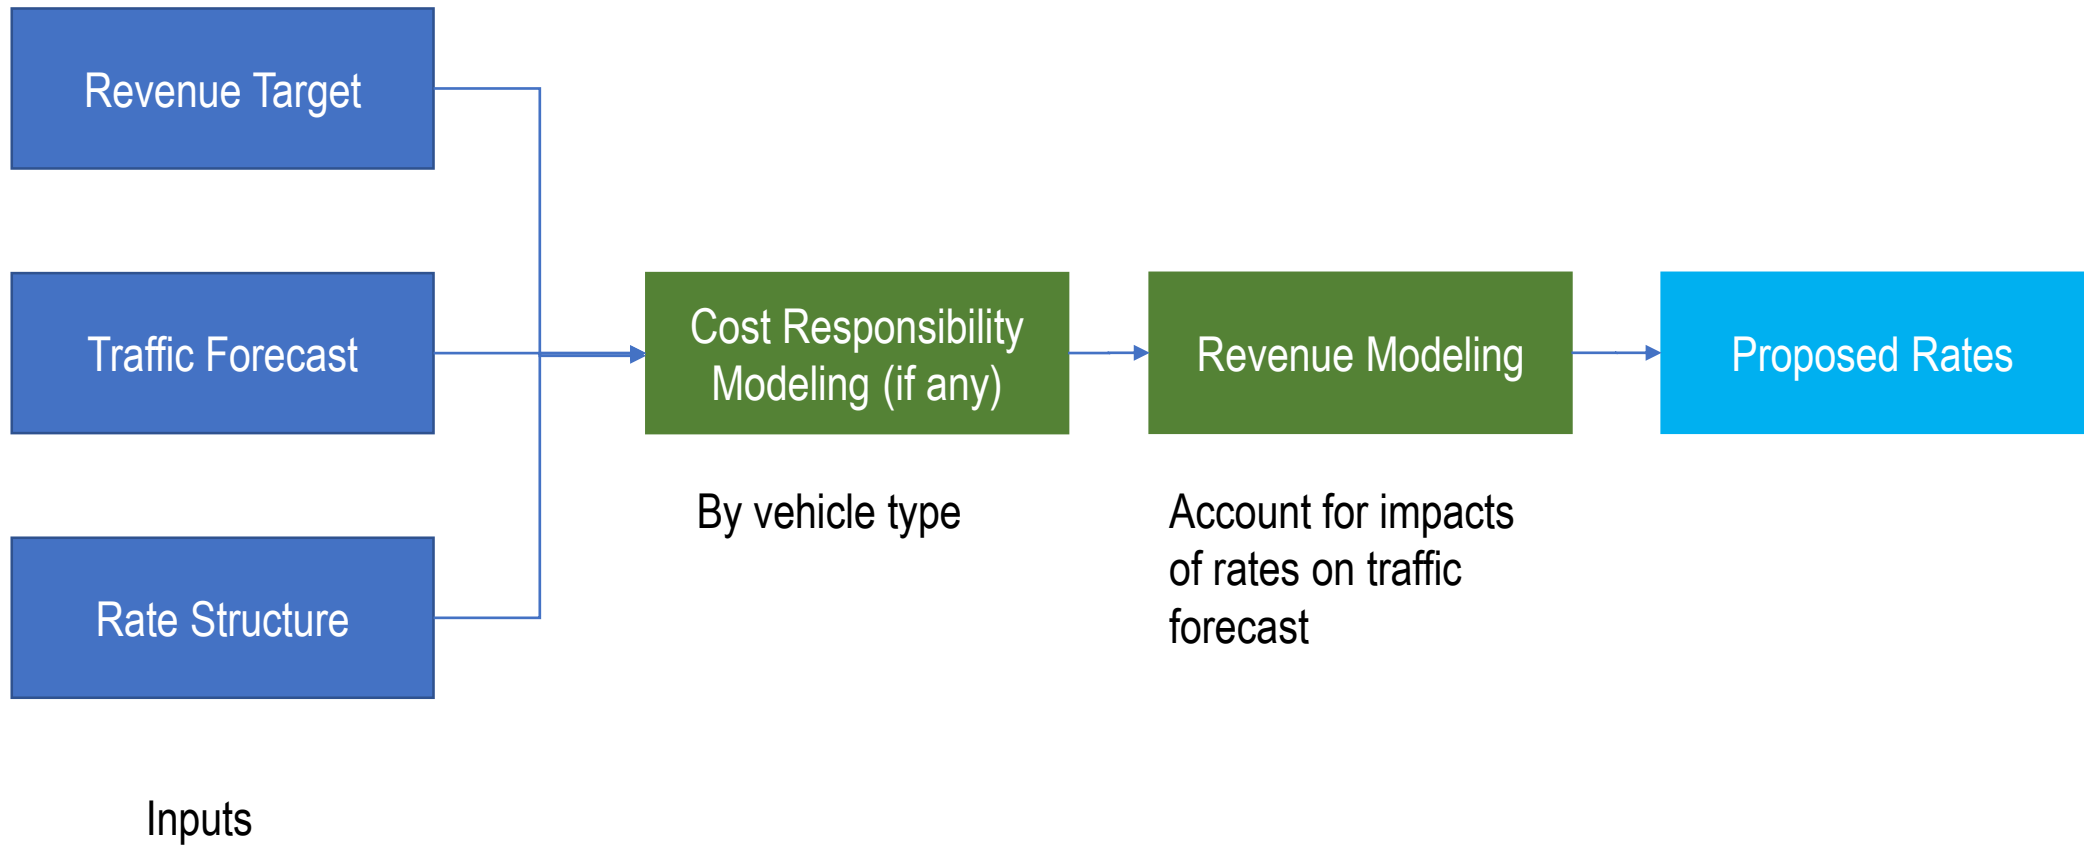 Revenue Target
Traffic Forecast
Rate Structure
Inputs
Cost Responsibility
Modeling (if any)
By vehicle type
Revenue Modeling
Account for impacts
of rates on traffic
forecast
Proposed Rates